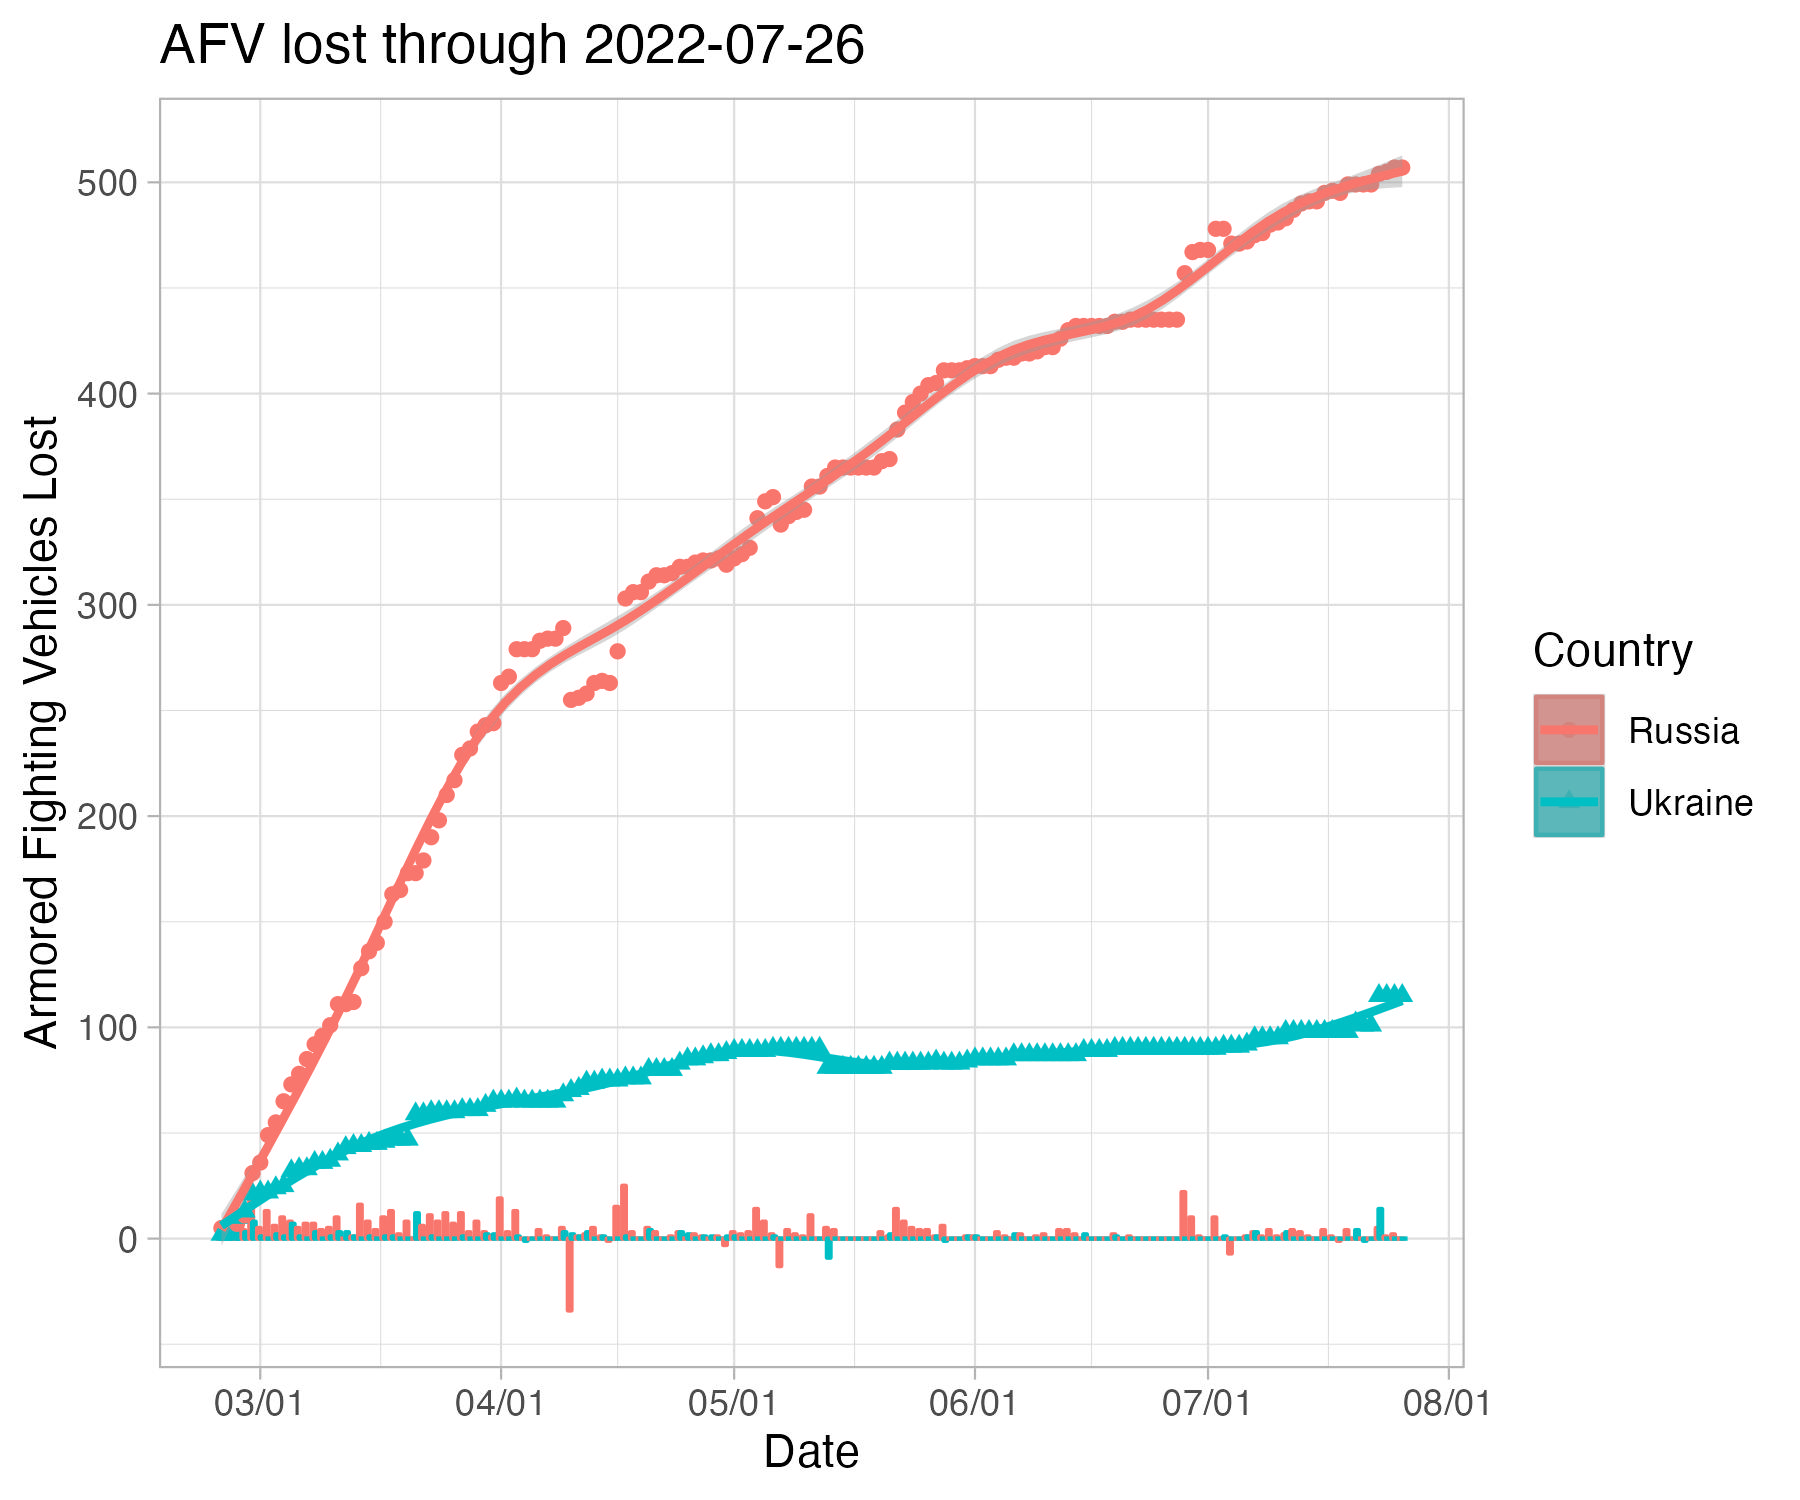 AFV lost through 2022-07-26
Armored Fighting Vehicles Lost
500
400
300
200
100
0
03/01
04/01
05/01
06/01
07/01
08/01
Date
Country
Russia
Ukraine